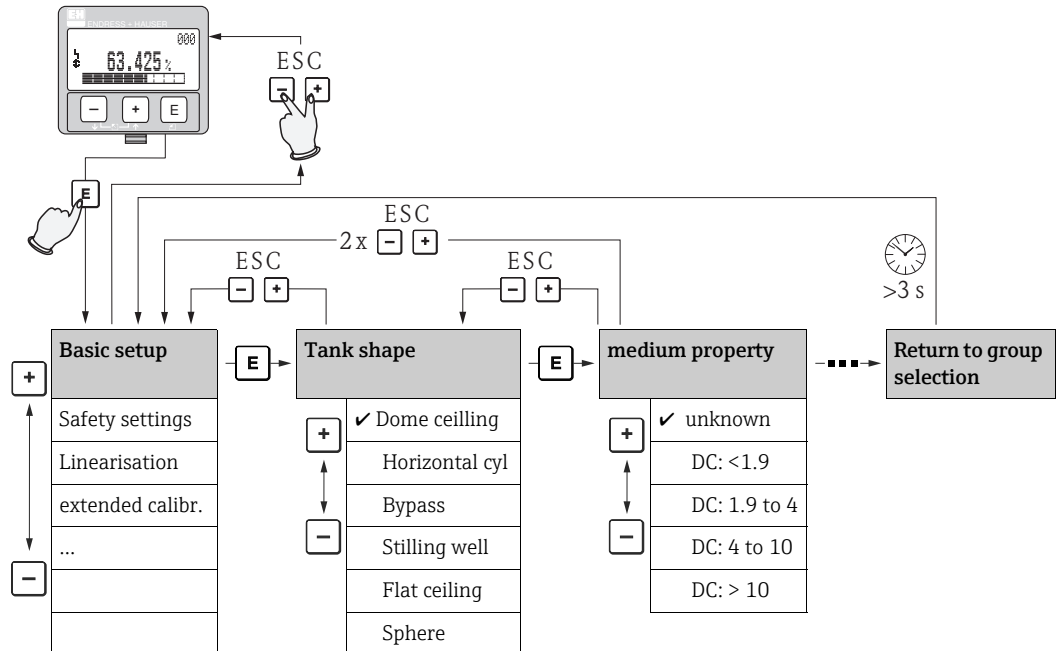 EH
ENDRESS + HAUSER
000
63.425 %
- + E
ESC
- +
E
ESC
2 x - +
ESC
- +
ESC
- +
>3 s
Basic setup
E
Tank shape
E
medium property
Return to group
selection
+
-
Safety settings
Linearisation
extended calibr.
...
+
-
✔ Dome ceilling
Horizontal cyl
Bypass
Stilling well
Flat ceiling
Sphere
+
-
✔ unknown
DC: <1.9
DC: 1.9 to 4
DC: 4 to 10
DC: > 10